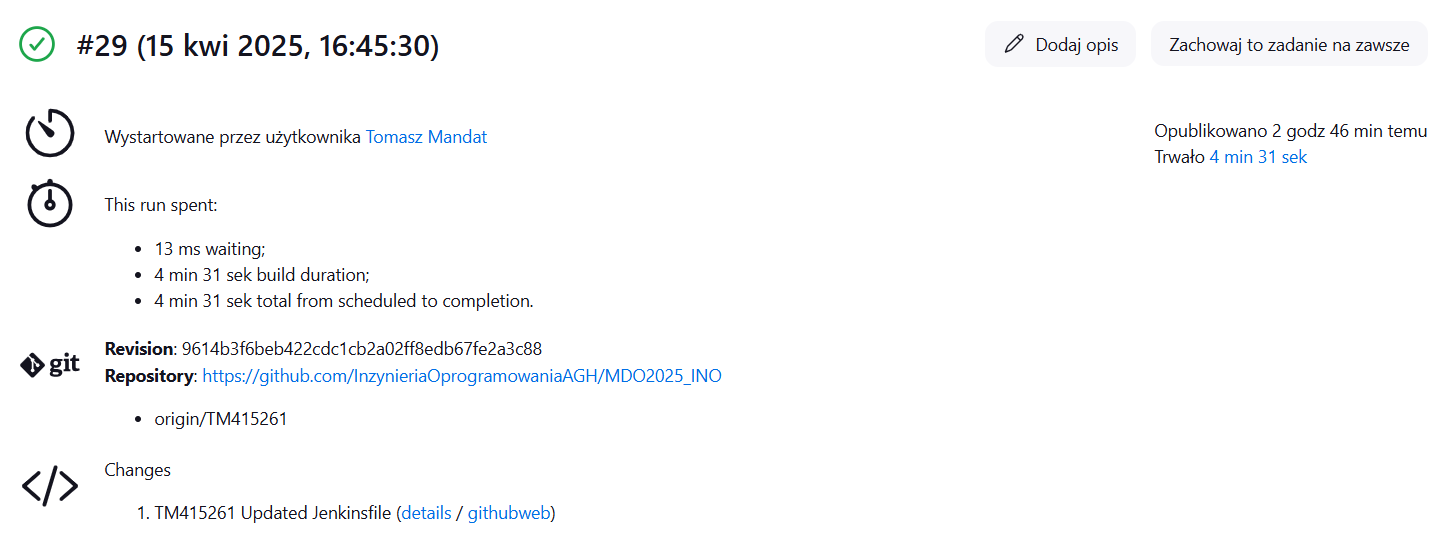 #29 (15 kwi 2025, 16:45:30)
Dodaj opis
Zachowaj to zadanie na zawsze
Wystartowane przez użytkownika Tomasz Mandat
Opublikowano 2 godz 46 min temu
Trwało 4 min 31 sek
This run spent:
• 13 ms waiting;
• 4 min 31 sek build duration;
• 4 min 31 sek total from scheduled to completion.
git
Revision: 9614b3f6beb422cdc1cb2a02ff8edb67fe2a3c88
Repository: https://github.com/InzynieriaOprogramowaniaAGH/MDO2025_INO
• origin/TM415261
Changes
1. TM415261 Updated Jenkinsfile (details / githubweb)